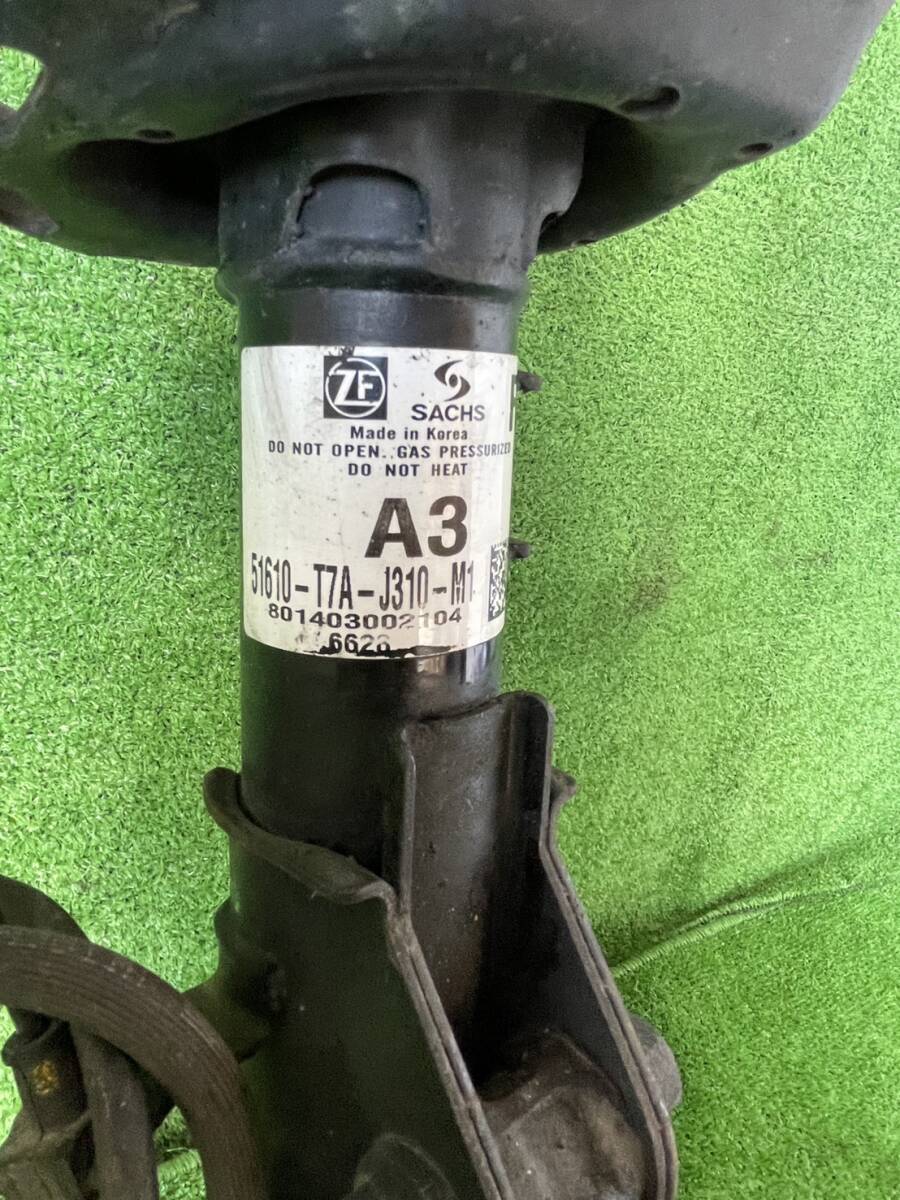 ZF
SACHS
Made in Korea
DO NOT OPEN. GAS PRESSURIZED
DO NOT HEAT
A3
51610-T7A-J310-M1
801403002104